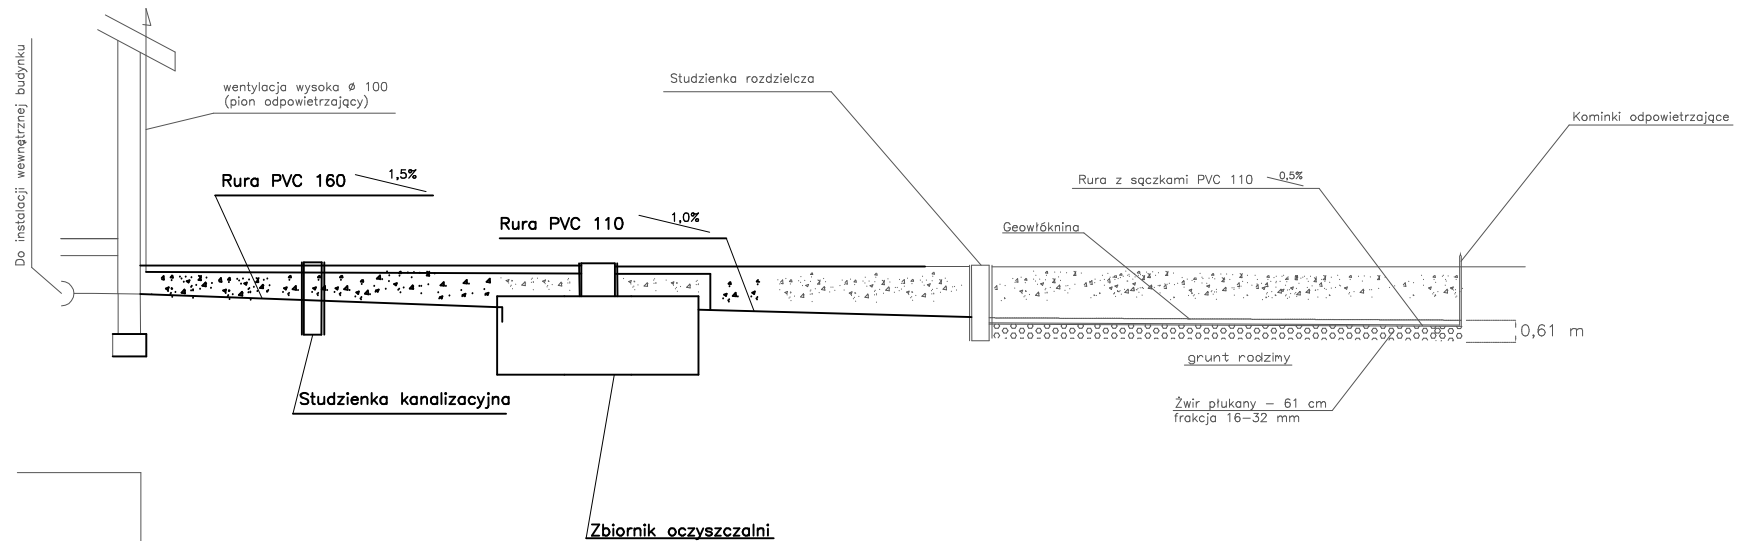 Do instalacji wewnętrznej budynku
wentylacja wysoka ø 100
(pion odpowietrzający)
Studzienka rozdzielcza
Kominki odpowietrzające
Rura PVC 160 1,5%
Rura z sączkami PVC 110 0,5%
Rura PVC 110 1,0%
Geowłóknina
0,61 m
grunt rodzimy
Studzienka kanalizacyjna
Żwir płukany – 61 cm
frakcja 16–32 mm
Zbiornik oczyszczalni